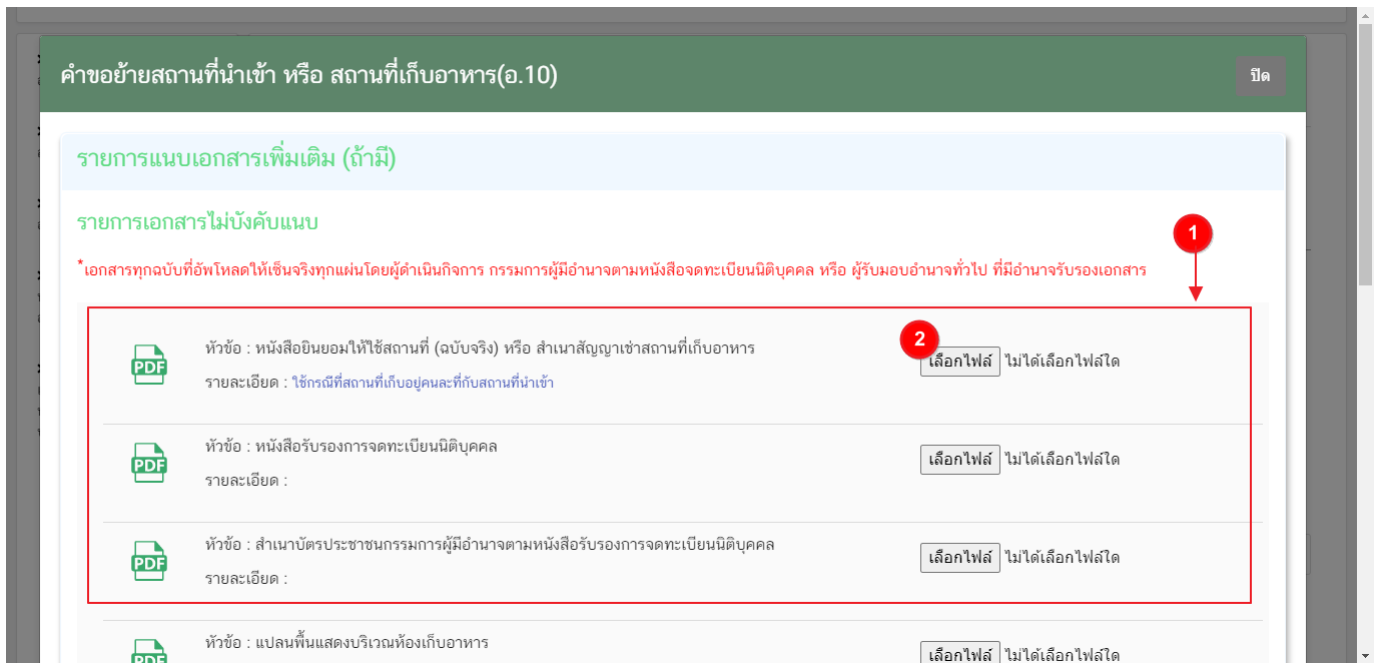 คำขอย้ายสถานที่นำเข้า หรือ สถานที่เก็บอาหาร(อ.10)
ปิด
รายการแนบเอกสารเพิ่มเติม (ถ้ามี)
รายการเอกสารไม่บังคับแนบ
1
*เอกสารทุกฉบับที่อัพโหลดให้เซ็นจริงทุกแผ่นโดยผู้ดำเนินกิจการ กรรมการผู้มีอำนาจตามหนังสือจดทะเบียนนิติบุคคล หรือ ผู้รับมอบอำนาจทั่วไป ที่มีอำนาจรับรองเอกสาร
2
PDF
หัวข้อ : หนังสือยินยอมให้ใช้สถานที่ (ฉบับจริง) หรือ สำเนาสัญญาเช่าสถานที่เก็บอาหาร
เลือกไฟล์ ไม่ได้เลือกไฟล์ใด
รายละเอียด : ใช้กรณีที่สถานที่เก็บอยู่คนละที่กับสถานที่นำเข้า
PDF
หัวข้อ : หนังสือรับรองการจดทะเบียนนิติบุคคล
เลือกไฟล์ ไม่ได้เลือกไฟล์ใด
รายละเอียด :
PDF
หัวข้อ : สำเนาบัตรประชาชนกรรมการผู้มีอำนาจตามหนังสือรับรองการจดทะเบียนนิติบุคคล
เลือกไฟล์ ไม่ได้เลือกไฟล์ใด
รายละเอียด :
PDF
หัวข้อ : แปลนพื้นแสดงบริเวณห้องเก็บอาหาร
เลือกไฟล์ ไม่ได้เลือกไฟล์ใด